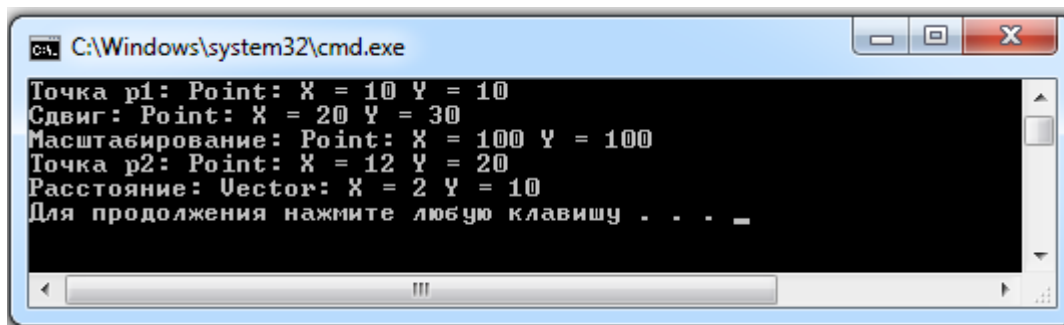 C:\Windows\system32\cmd.exe
Точка p1: Point: X = 10 Y = 10
Сдвиг: Point: X = 20 Y = 30
Масштабирование: Point: X = 100 Y = 100
Точка p2: Point: X = 12 Y = 20
Расстояние: Vector: X = 2 Y = 10
Для продолжения нажмите любую клавишу . . . _